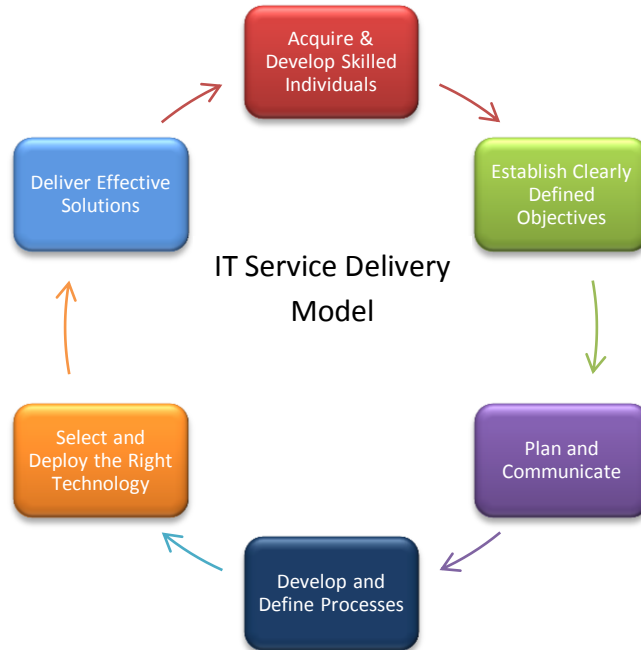 Acquire &
Develop Skilled
Individuals
Establish Clearly
Defined
Objectives
Plan and
Communicate
Develop and
Define Processes
Select and
Deploy the Right
Technology
Deliver Effective
Solutions
IT Service Delivery
Model